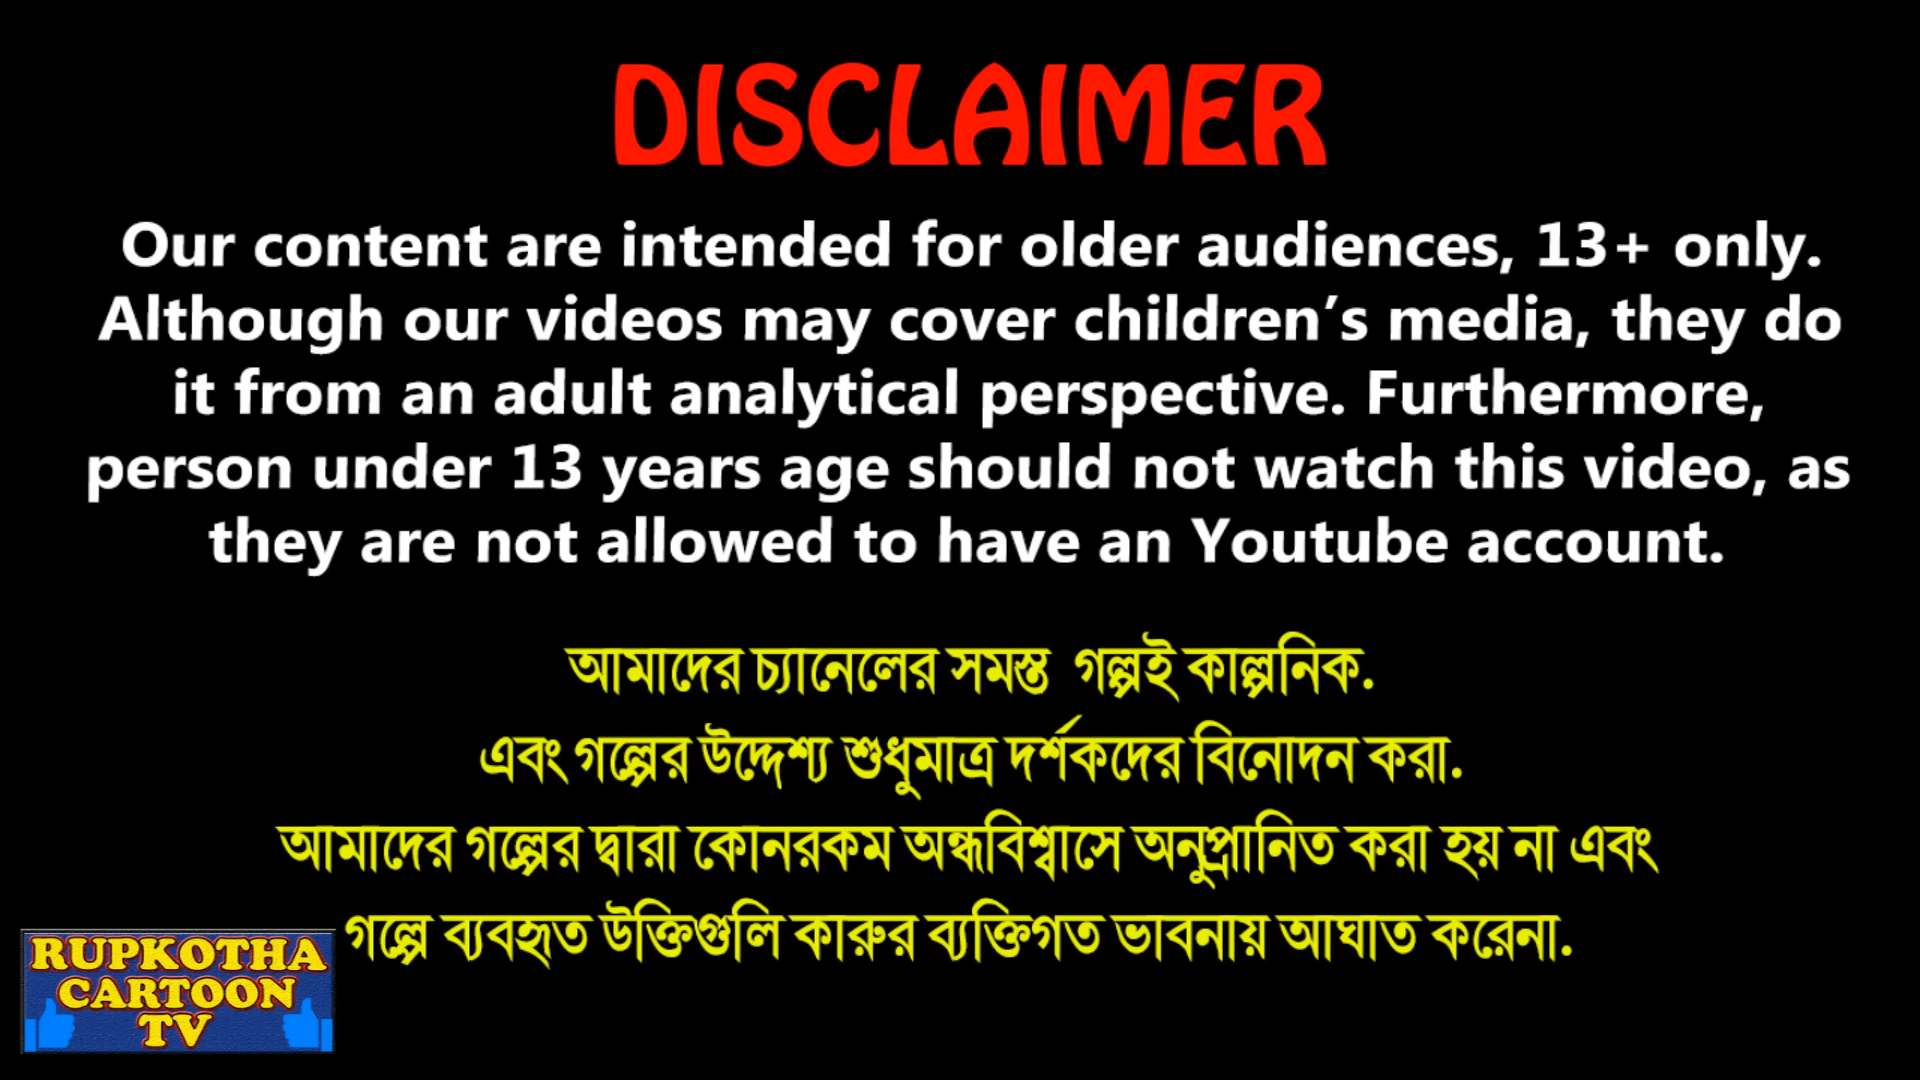 DISCLAIMER
Our content are intended for older audiences, 13+ only.
Although our videos may cover children’s media, they do
it from an adult analytical perspective. Furthermore,
person under 13 years age should not watch this video, as
they are not allowed to have an Youtube account.
আমাদের চ্যানেলের সমস্ত গল্পই কাল্পনিক.
এবং গল্পের উদ্দেশ্য শুধুমাত্র দর্শকদের বিনোদন করা.
আমাদের গল্পের দ্বারা কোনরকম অন্ধবিশ্বাসে অনুপ্রানিত করা হয় না এবং
গল্পে ব্যবহৃত উক্তিগুলি কারুর ব্যক্তিগত ভাবনায় আঘাত করেনা.
RUPKOTHA
CARTOON
TV